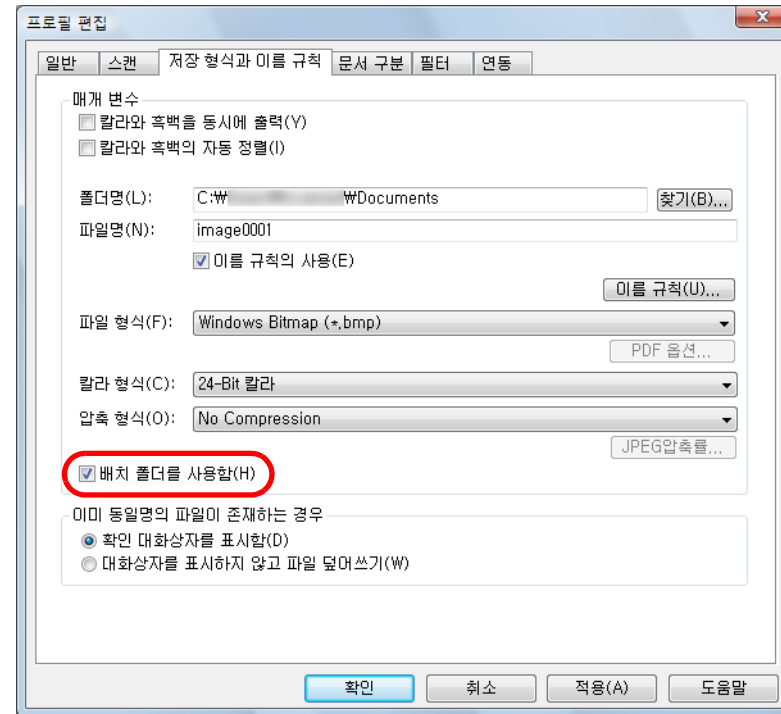 프로필 편집
일반 스캔 저장 형식과 이름 규칙 문서 구분 필터 연동
매개 변수
칼라와 흑백을 동시에 출력(Y)
칼라와 흑백의 자동 정렬(I)
폴더명(L): C:₩ ₩Documents 찾기(B)...
파일명(N): image0001
이름 규칙의 사용(E)
이름 규칙(U)...
파일 형식(F): Windows Bitmap (*.bmp)
PDF 옵션...
칼라 형식(C): 24-Bit 칼라
압축 형식(O): No Compression
JPEG압축률...
배치 폴더를 사용함(H)
이미 동일명의 파일이 존재하는 경우
확인 대화상자를 표시함(D)
대화상자를 표시하지 않고 파일 덮어쓰기(W)
확인 취소 적용(A) 도움말